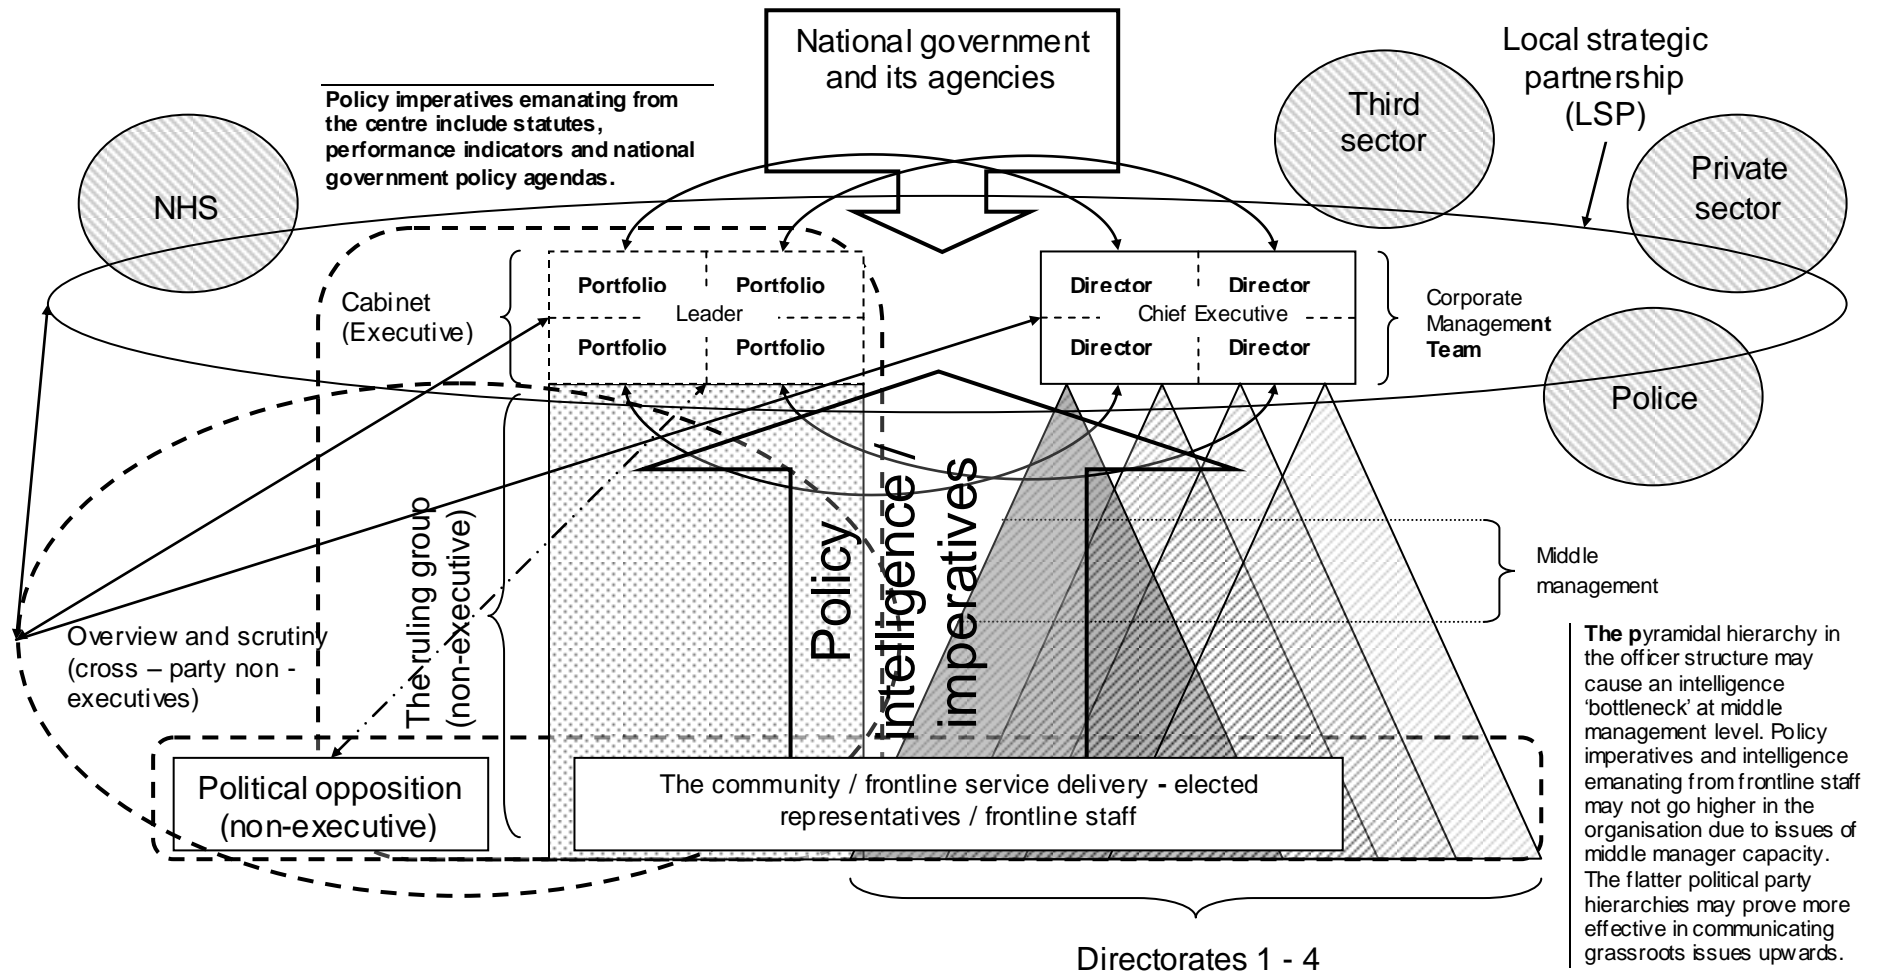 National government
and its agencies
Local strategic
partnership
(LSP)
Policy imperatives emanating from
the centre include statutes,
performance indicators and national
government policy agendas.
Third
sector
Private
sector
NHS
Cabinet
(Executive)
Portfolio
Portfolio
Leader
Portfolio
Portfolio
Director
Director
Chief Executive
Director
Director
Corporate
Management
Team
Police
The ruling group
(non-executive)
Policy
intelligence /
imperatives
Middle
management
Overview and scrutiny
(cross – party non -
executives)
The pyramidal hierarchy in
the officer structure may
cause an intelligence
‘bottleneck’ at middle
management level. Policy
imperatives and intelligence
emanating from frontline staff
may not go higher in the
organisation due to issues of
middle manager capacity.
The flatter political party
hierarchies may prove more
effective in communicating
grassroots issues upwards.
Political opposition
(non-executive)
The community / frontline service delivery - elected
representatives / frontline staff
Directorates 1 - 4